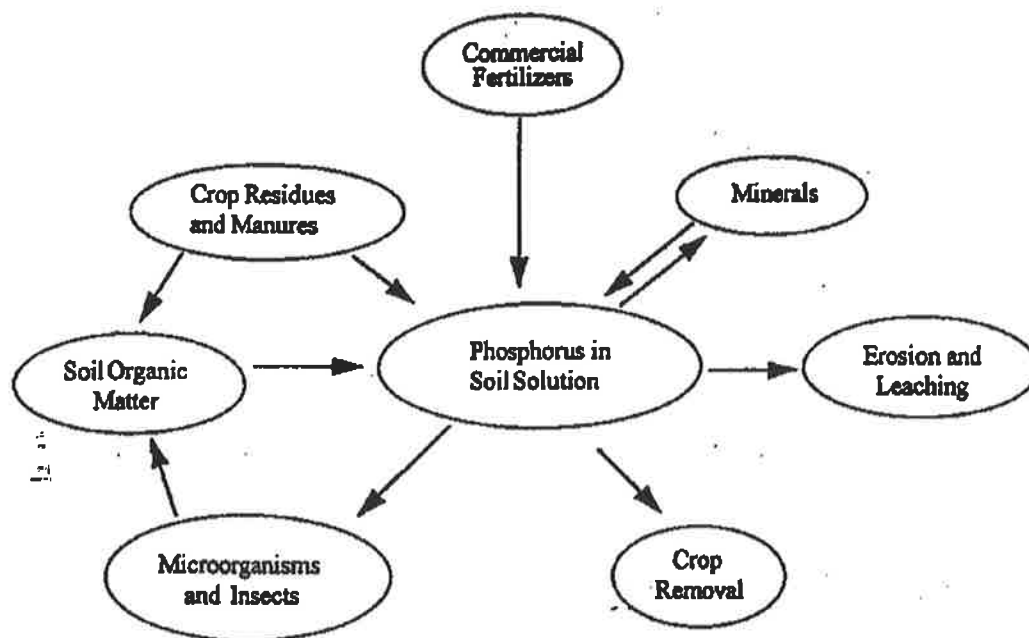 Commercial
Fertilizers
Crop Residues
and Manures
Minerals
Phosphorus in
Soil Solution
Erosion and
Leaching
Soil Organic
Matter
Microorganisms
and Insects
Crop
Removal